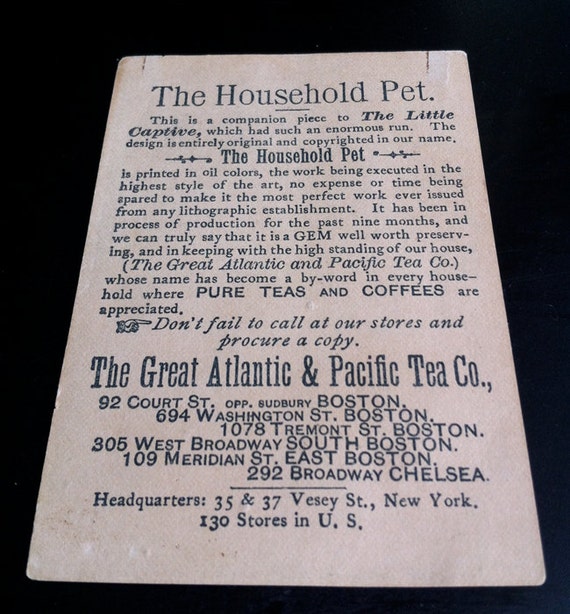 The Household Pet.
This is a companion piece to The Little
Captive, which had such an enormous run. The
design is entirely original and copyrighted in our name.
The Household Pet
is printed in oil colors, the work being executed in the
highest style of the art, no expense or time being
spared to make it the most perfect work ever issued
from any lithographic establishment. It has been in
process of production for the past nine months, and
we can truly say that it is a GEM well worth preserv-
ing, and in keeping with the high standing of our house,
(The Great Atlantic and Pacific Tea Co.)
whose name has become a by-word in every house-
hold where PURE TEAS AND COFFEES are
appreciated.
☞ Don't fail to call at our stores and
procure a copy.
The Great Atlantic & Pacific Tea Co.,
92 COURT ST. OPP. SUDBURY BOSTON.
694 WASHINGTON ST. BOSTON.
1078 TREMONT ST. BOSTON.
305 WEST BROADWAY SOUTH BOSTON.
109 MERIDIAN ST. EAST BOSTON.
292 BROADWAY CHELSEA.
Headquarters: 35 & 37 Vesey St., New York.
130 Stores in U. S.